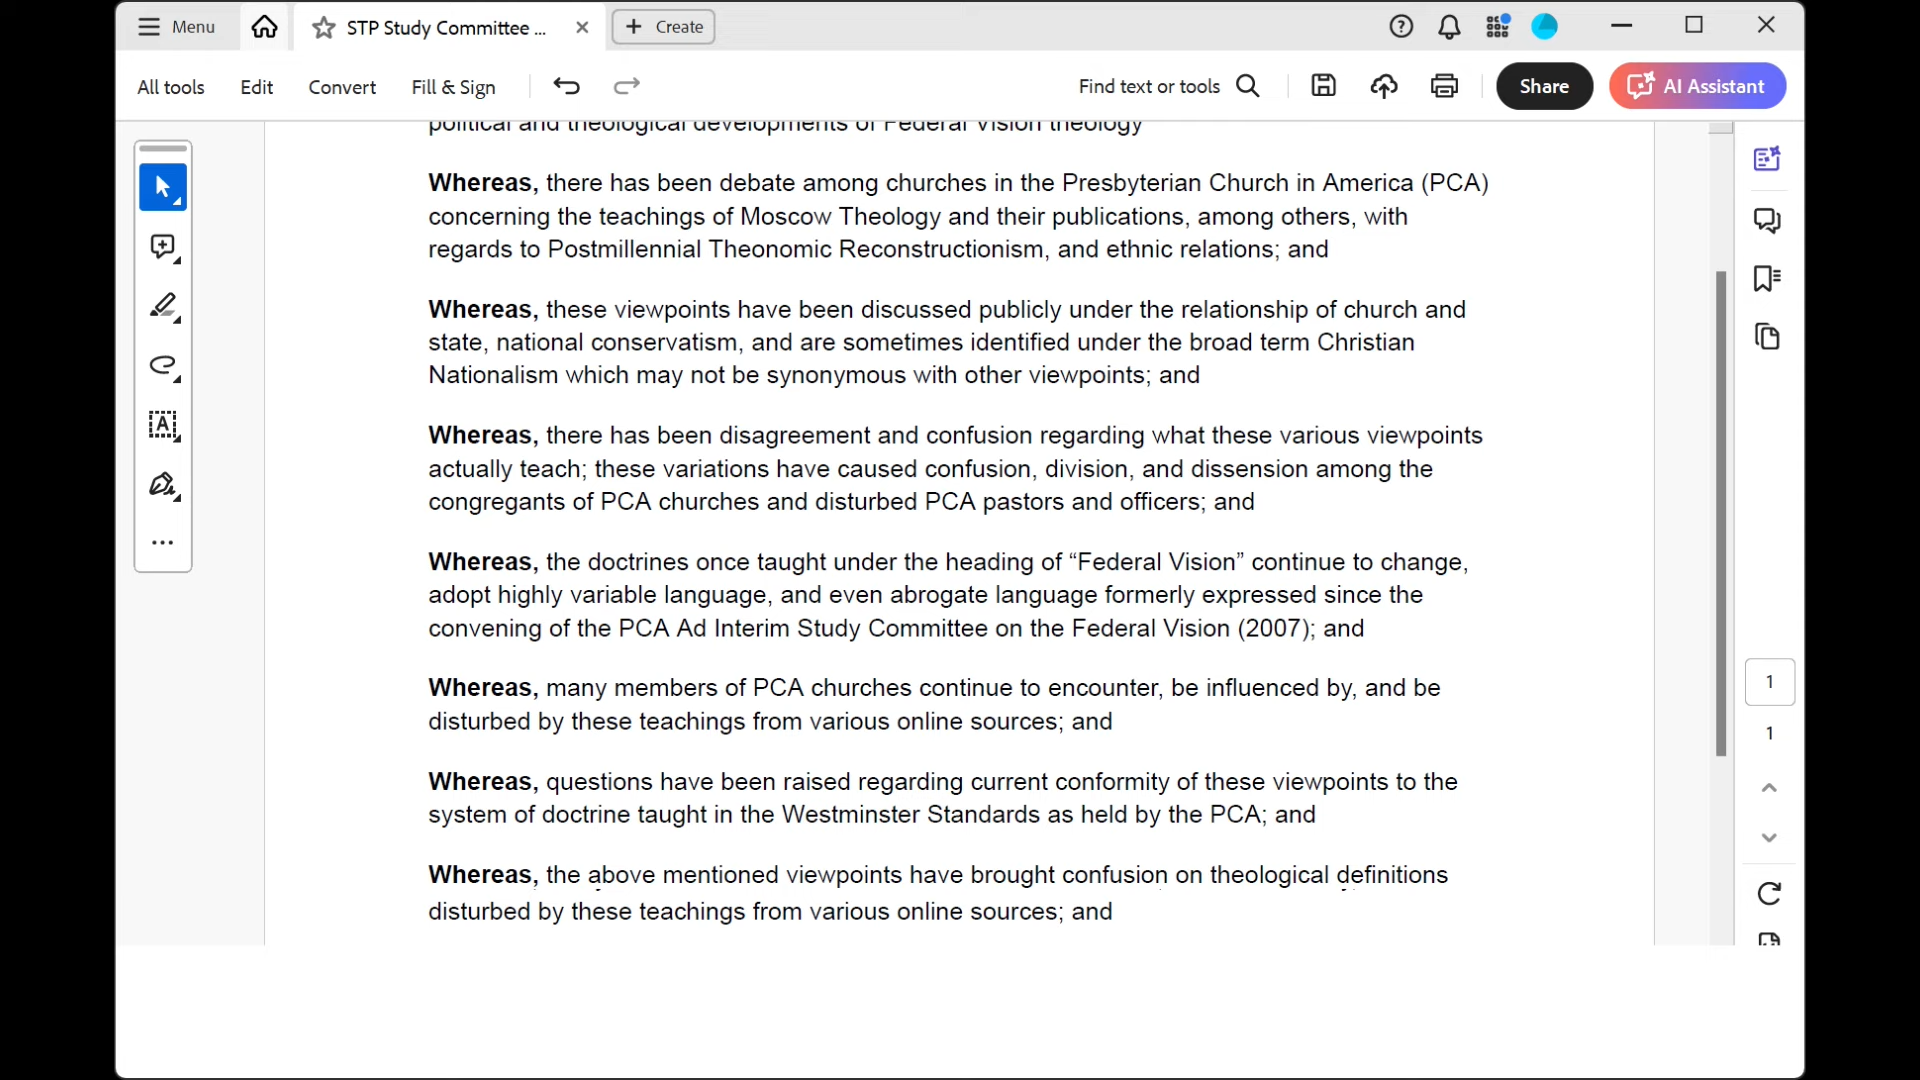 Menu
STP Study Committee ...
Create
All tools
Edit
Convert
Fill & Sign
Find text or tools
Share
AI Assistant
political and theological developments of Federal Vision theology
Whereas, there has been debate among churches in the Presbyterian Church in America (PCA)
concerning the teachings of Moscow Theology and their publications, among others, with
regards to Postmillennial Theonomic Reconstructionism, and ethnic relations; and
Whereas, these viewpoints have been discussed publicly under the relationship of church and
state, national conservatism, and are sometimes identified under the broad term Christian
Nationalism which may not be synonymous with other viewpoints; and
Whereas, there has been disagreement and confusion regarding what these various viewpoints
actually teach; these variations have caused confusion, division, and dissension among the
congregants of PCA churches and disturbed PCA pastors and officers; and
Whereas, the doctrines once taught under the heading of “Federal Vision” continue to change,
adopt highly variable language, and even abrogate language formerly expressed since the
convening of the PCA Ad Interim Study Committee on the Federal Vision (2007); and
Whereas, many members of PCA churches continue to encounter, be influenced by, and be
disturbed by these teachings from various online sources; and
Whereas, questions have been raised regarding current conformity of these viewpoints to the
system of doctrine taught in the Westminster Standards as held by the PCA; and
Whereas, the above mentioned viewpoints have brought confusion on theological definitions
disturbed by these teachings from various online sources; and
1
1